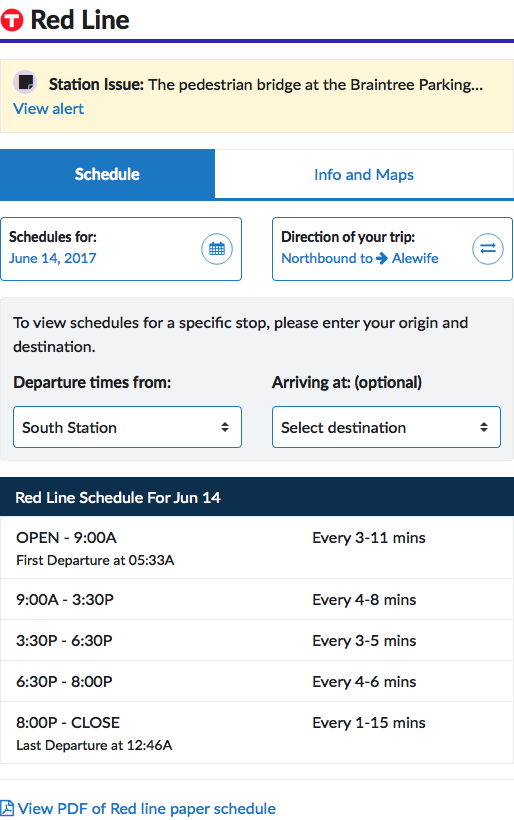 T Red Line
Station Issue: The pedestrian bridge at the Braintree Parking...
View alert
Schedule
Info and Maps
Schedules for:
June 14, 2017
Direction of your trip:
Northbound to → Alewife
To view schedules for a specific stop, please enter your origin and
destination.
Departure times from:
South Station
Arriving at: (optional)
Select destination
Red Line Schedule For Jun 14
OPEN - 9:00A Every 3-11 mins
First Departure at 05:33A
9:00A - 3:30P Every 4-8 mins
3:30P - 6:30P Every 3-5 mins
6:30P - 8:00P Every 4-6 mins
8:00P - CLOSE Every 1-15 mins
Last Departure at 12:46A
View PDF of Red line paper schedule